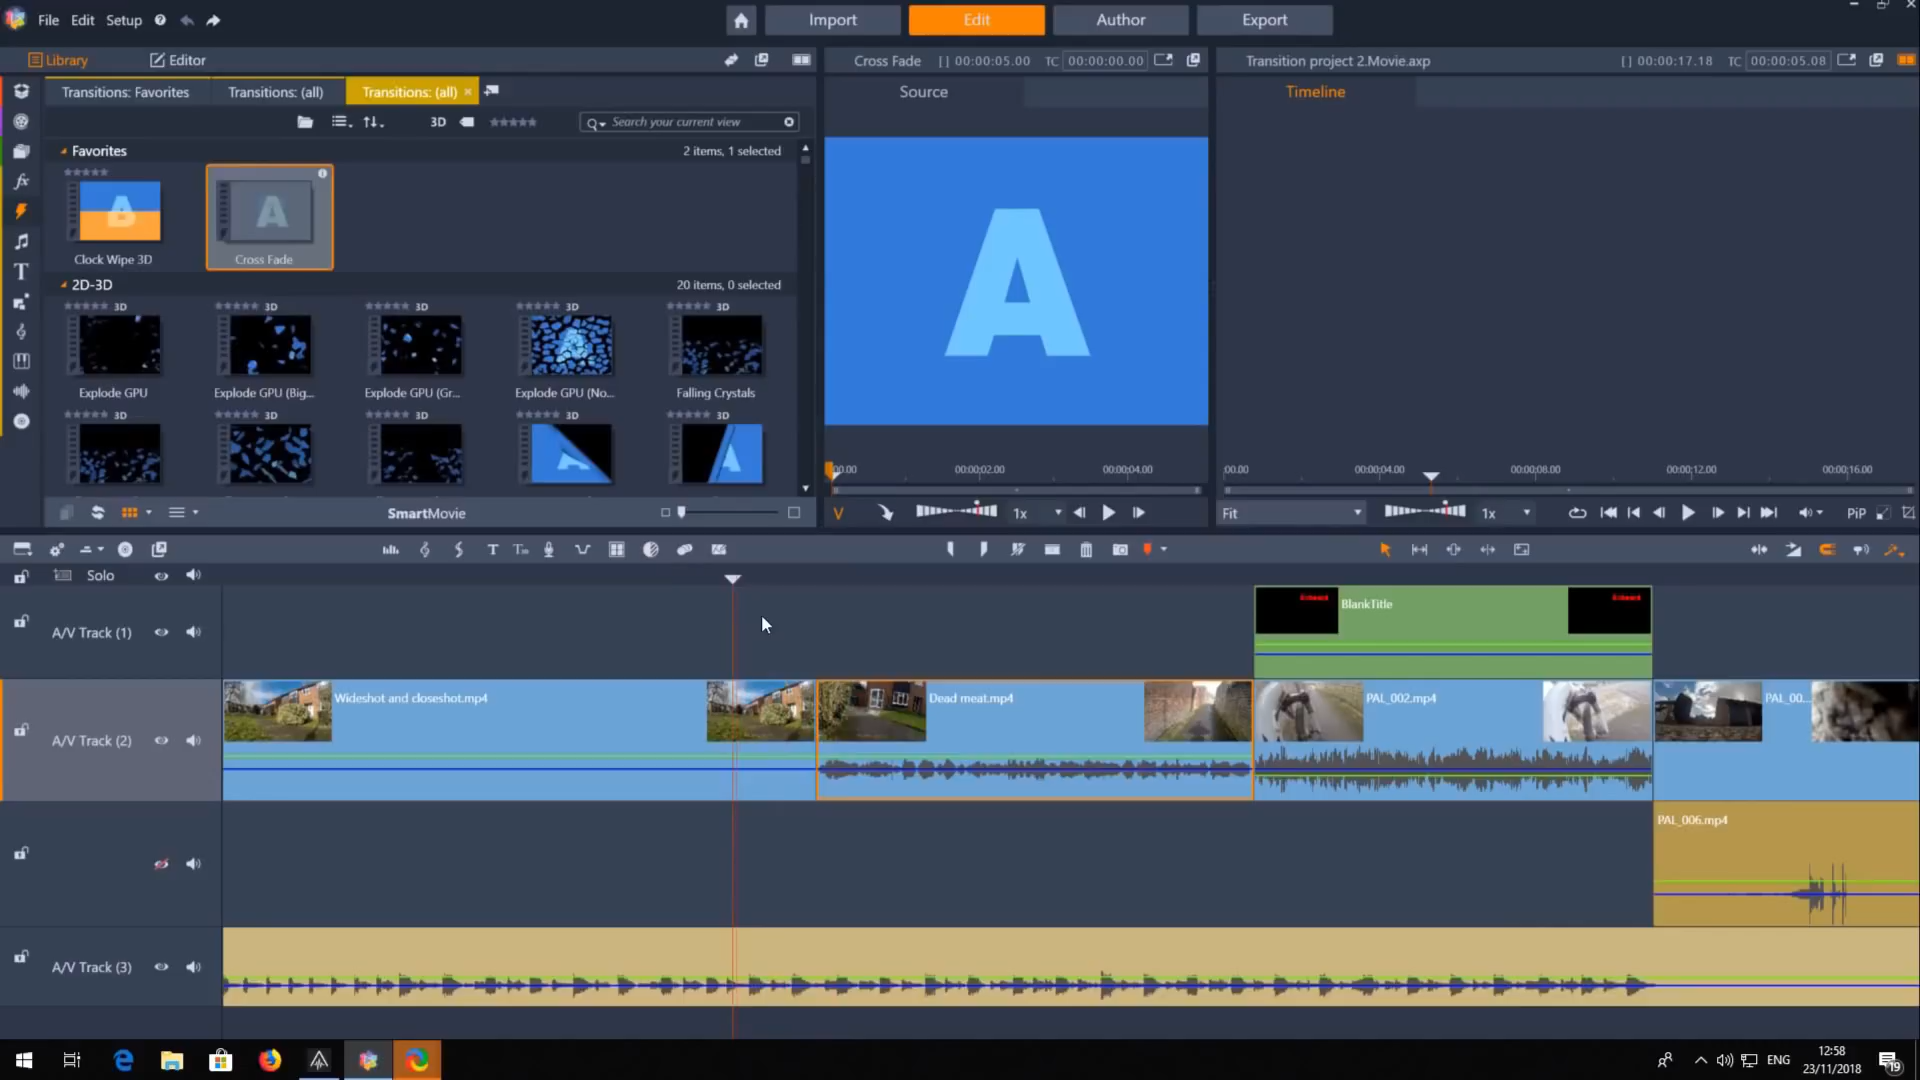 File Edit Setup
Import Edit Author Export
Library Editor
Cross Fade [ ] 00:00:05.00 TC 00:00:00.00
Transition project 2.Movie.axp [ ] 00:00:17.18 TC 00:00:05.08
Transitions: Favorites Transitions: (all) Transitions: (all) ×
Source
Timeline
3D Search your current view
Favorites 2 items, 1 selected
Clock Wipe 3D Cross Fade
2D-3D 20 items, 0 selected
3D 3D 3D 3D 3D
Explode GPU Explode GPU (Big... Explode GPU (Gr... Explode GPU (No... Falling Crystals
3D 3D 3D 3D 3D
A
:00.00 00:00:02.00 00:00:04.00
:00.00 00:00:04.00 00:00:08.00 00:00:12.00 00:00:16.00
SmartMovie
V 1x
Fit 1x PiP
Solo
A/V Track (1)
BlankTitle
A/V Track (2)
Wideshot and closeshot.mp4 Dead meat.mp4 PAL_002.mp4 PAL_00...
PAL_006.mp4
A/V Track (3)
ENG
12:58
23/11/2018
19